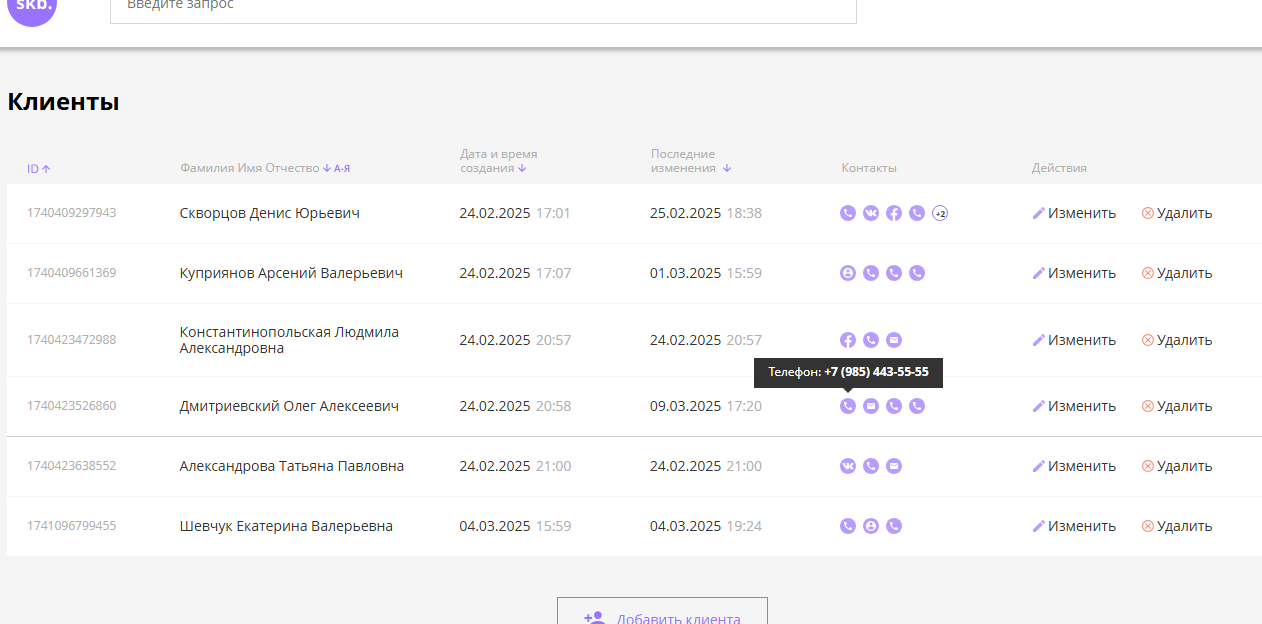 skb.
Введите запрос
Клиенты
ID Фамилия Имя Отчество А-Я Дата и время создания Последние изменения Контакты Действия
1740409297943 Скворцов Денис Юрьевич 24.02.2025 17:01 25.02.2025 18:38 +2 Изменить Удалить
1740409661369 Куприянов Арсений Валерьевич 24.02.2025 17:07 01.03.2025 15:59 Изменить Удалить
1740423472988 Константинопольская Людмила Александровна 24.02.2025 20:57 24.02.2025 20:57 Изменить Удалить
Телефон: +7 (985) 443-55-55
1740423526860 Дмитриевский Олег Алексеевич 24.02.2025 20:58 09.03.2025 17:20 Изменить Удалить
1740423638552 Александрова Татьяна Павловна 24.02.2025 21:00 24.02.2025 21:00 Изменить Удалить
1741096799455 Шевчук Екатерина Валерьевна 04.03.2025 15:59 04.03.2025 19:24 Изменить Удалить
Добавить клиента